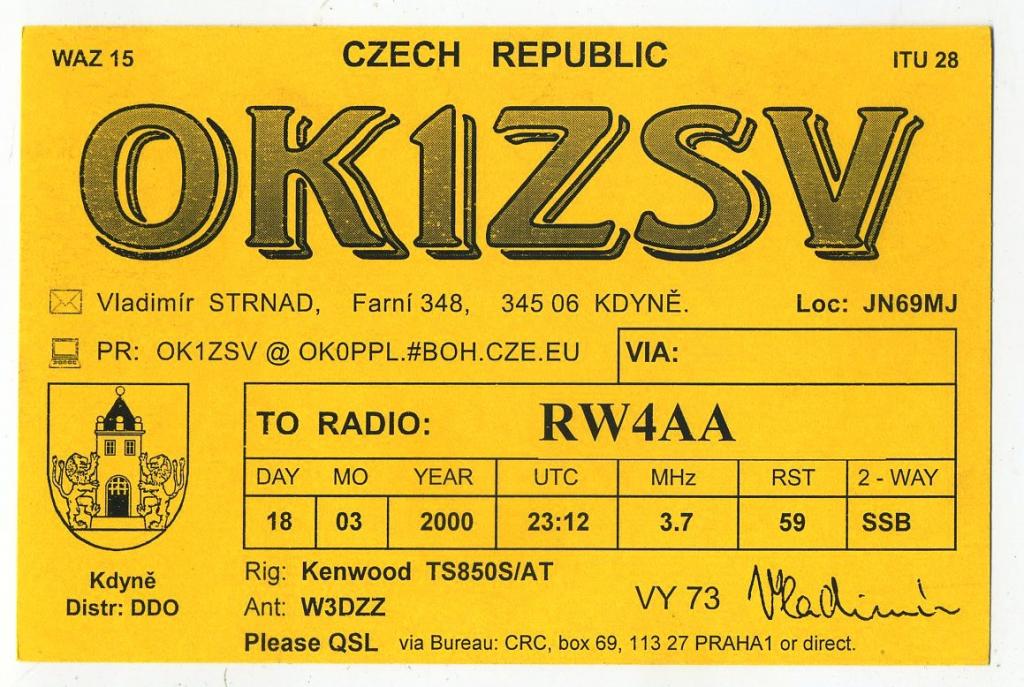 WAZ 15 CZECH REPUBLIC ITU 28
OK1ZSV
Vladimír STRNAD, Farní 348, 345 06 KDYNĚ. Loc: JN69MJ
PR: OK1ZSV @ OK0PPL.#BOH.CZE.EU VIA:
TO RADIO: RW4AA
DAY MO YEAR UTC MHz RST 2 - WAY
18 03 2000 23:12 3.7 59 SSB
Kdyně
Distr: DDO
Rig: Kenwood TS850S/AT
Ant: W3DZZ
VY 73 Vladimír
Please QSL via Bureau: CRC, box 69, 113 27 PRAHA1 or direct.